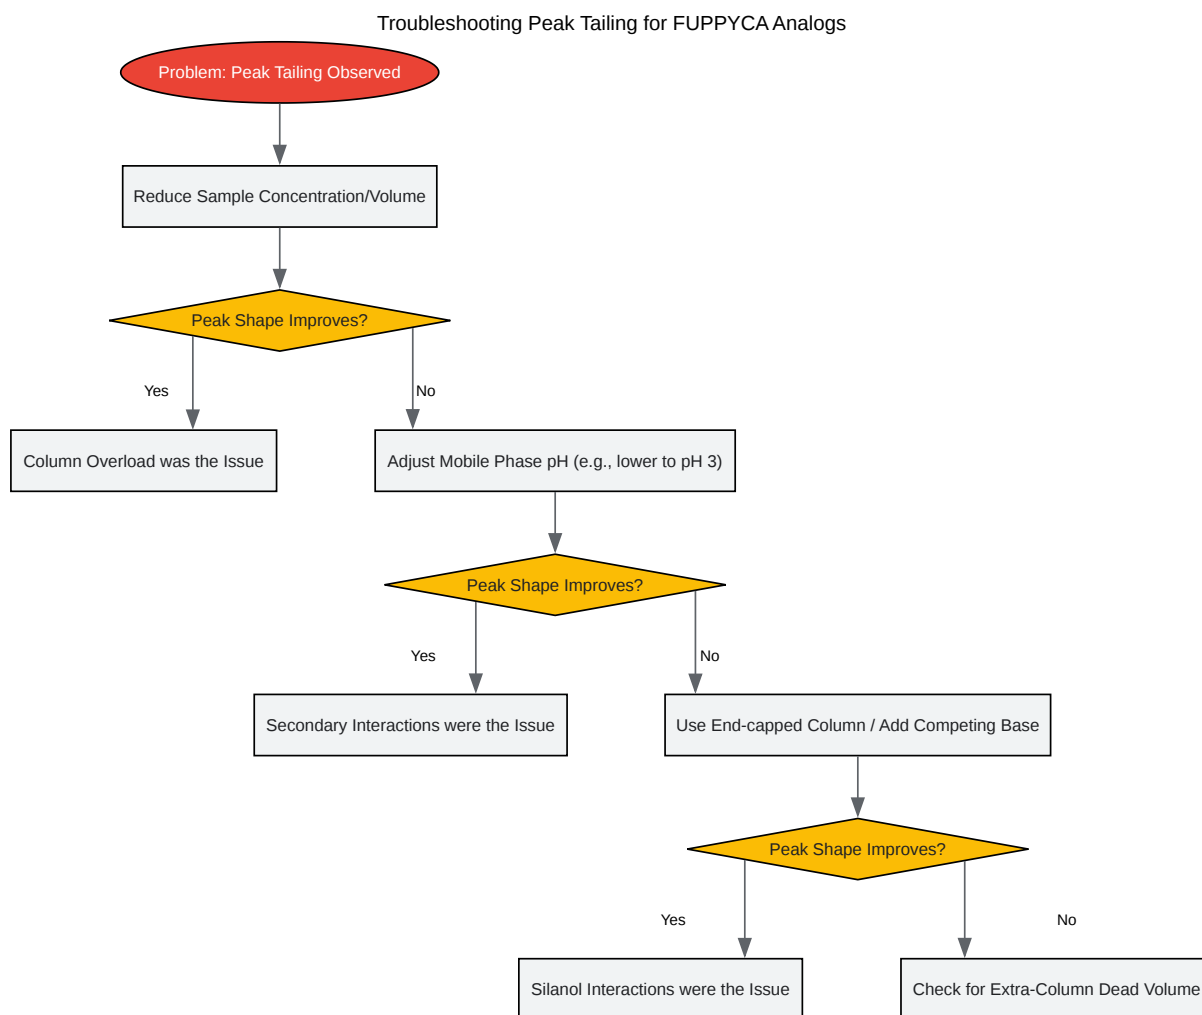 Troubleshooting Peak Tailing for FUPPYCA Analogs
Problem: Peak Tailing Observed
Reduce Sample Concentration/Volume
Peak Shape Improves?
Yes
No
Column Overload was the Issue
Adjust Mobile Phase pH (e.g., lower to pH 3)
Peak Shape Improves?
Yes
No
Secondary Interactions were the Issue
Use End-capped Column / Add Competing Base
Peak Shape Improves?
Yes
No
Silanol Interactions were the Issue
Check for Extra-Column Dead Volume